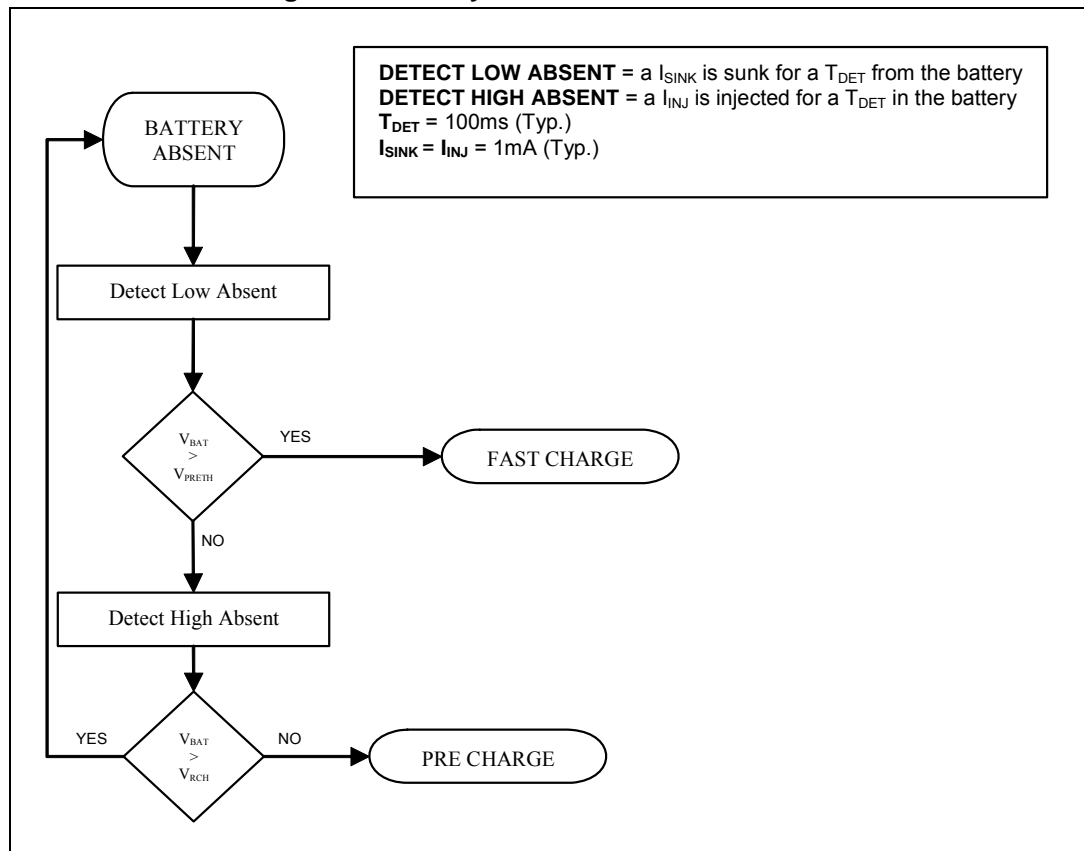 DETECT LOW ABSENT = a ISINK is sunk for a TDET from the battery
DETECT HIGH ABSENT = a IINJ is injected for a TDET in the battery
TDET = 100ms (Typ.)
ISINK = IINJ = 1mA (Typ.)
BATTERY
ABSENT
Detect Low Absent
VBAT
>
VPRETH
YES
FAST CHARGE
NO
Detect High Absent
YES
VBAT
>
VRCH
NO
PRE CHARGE